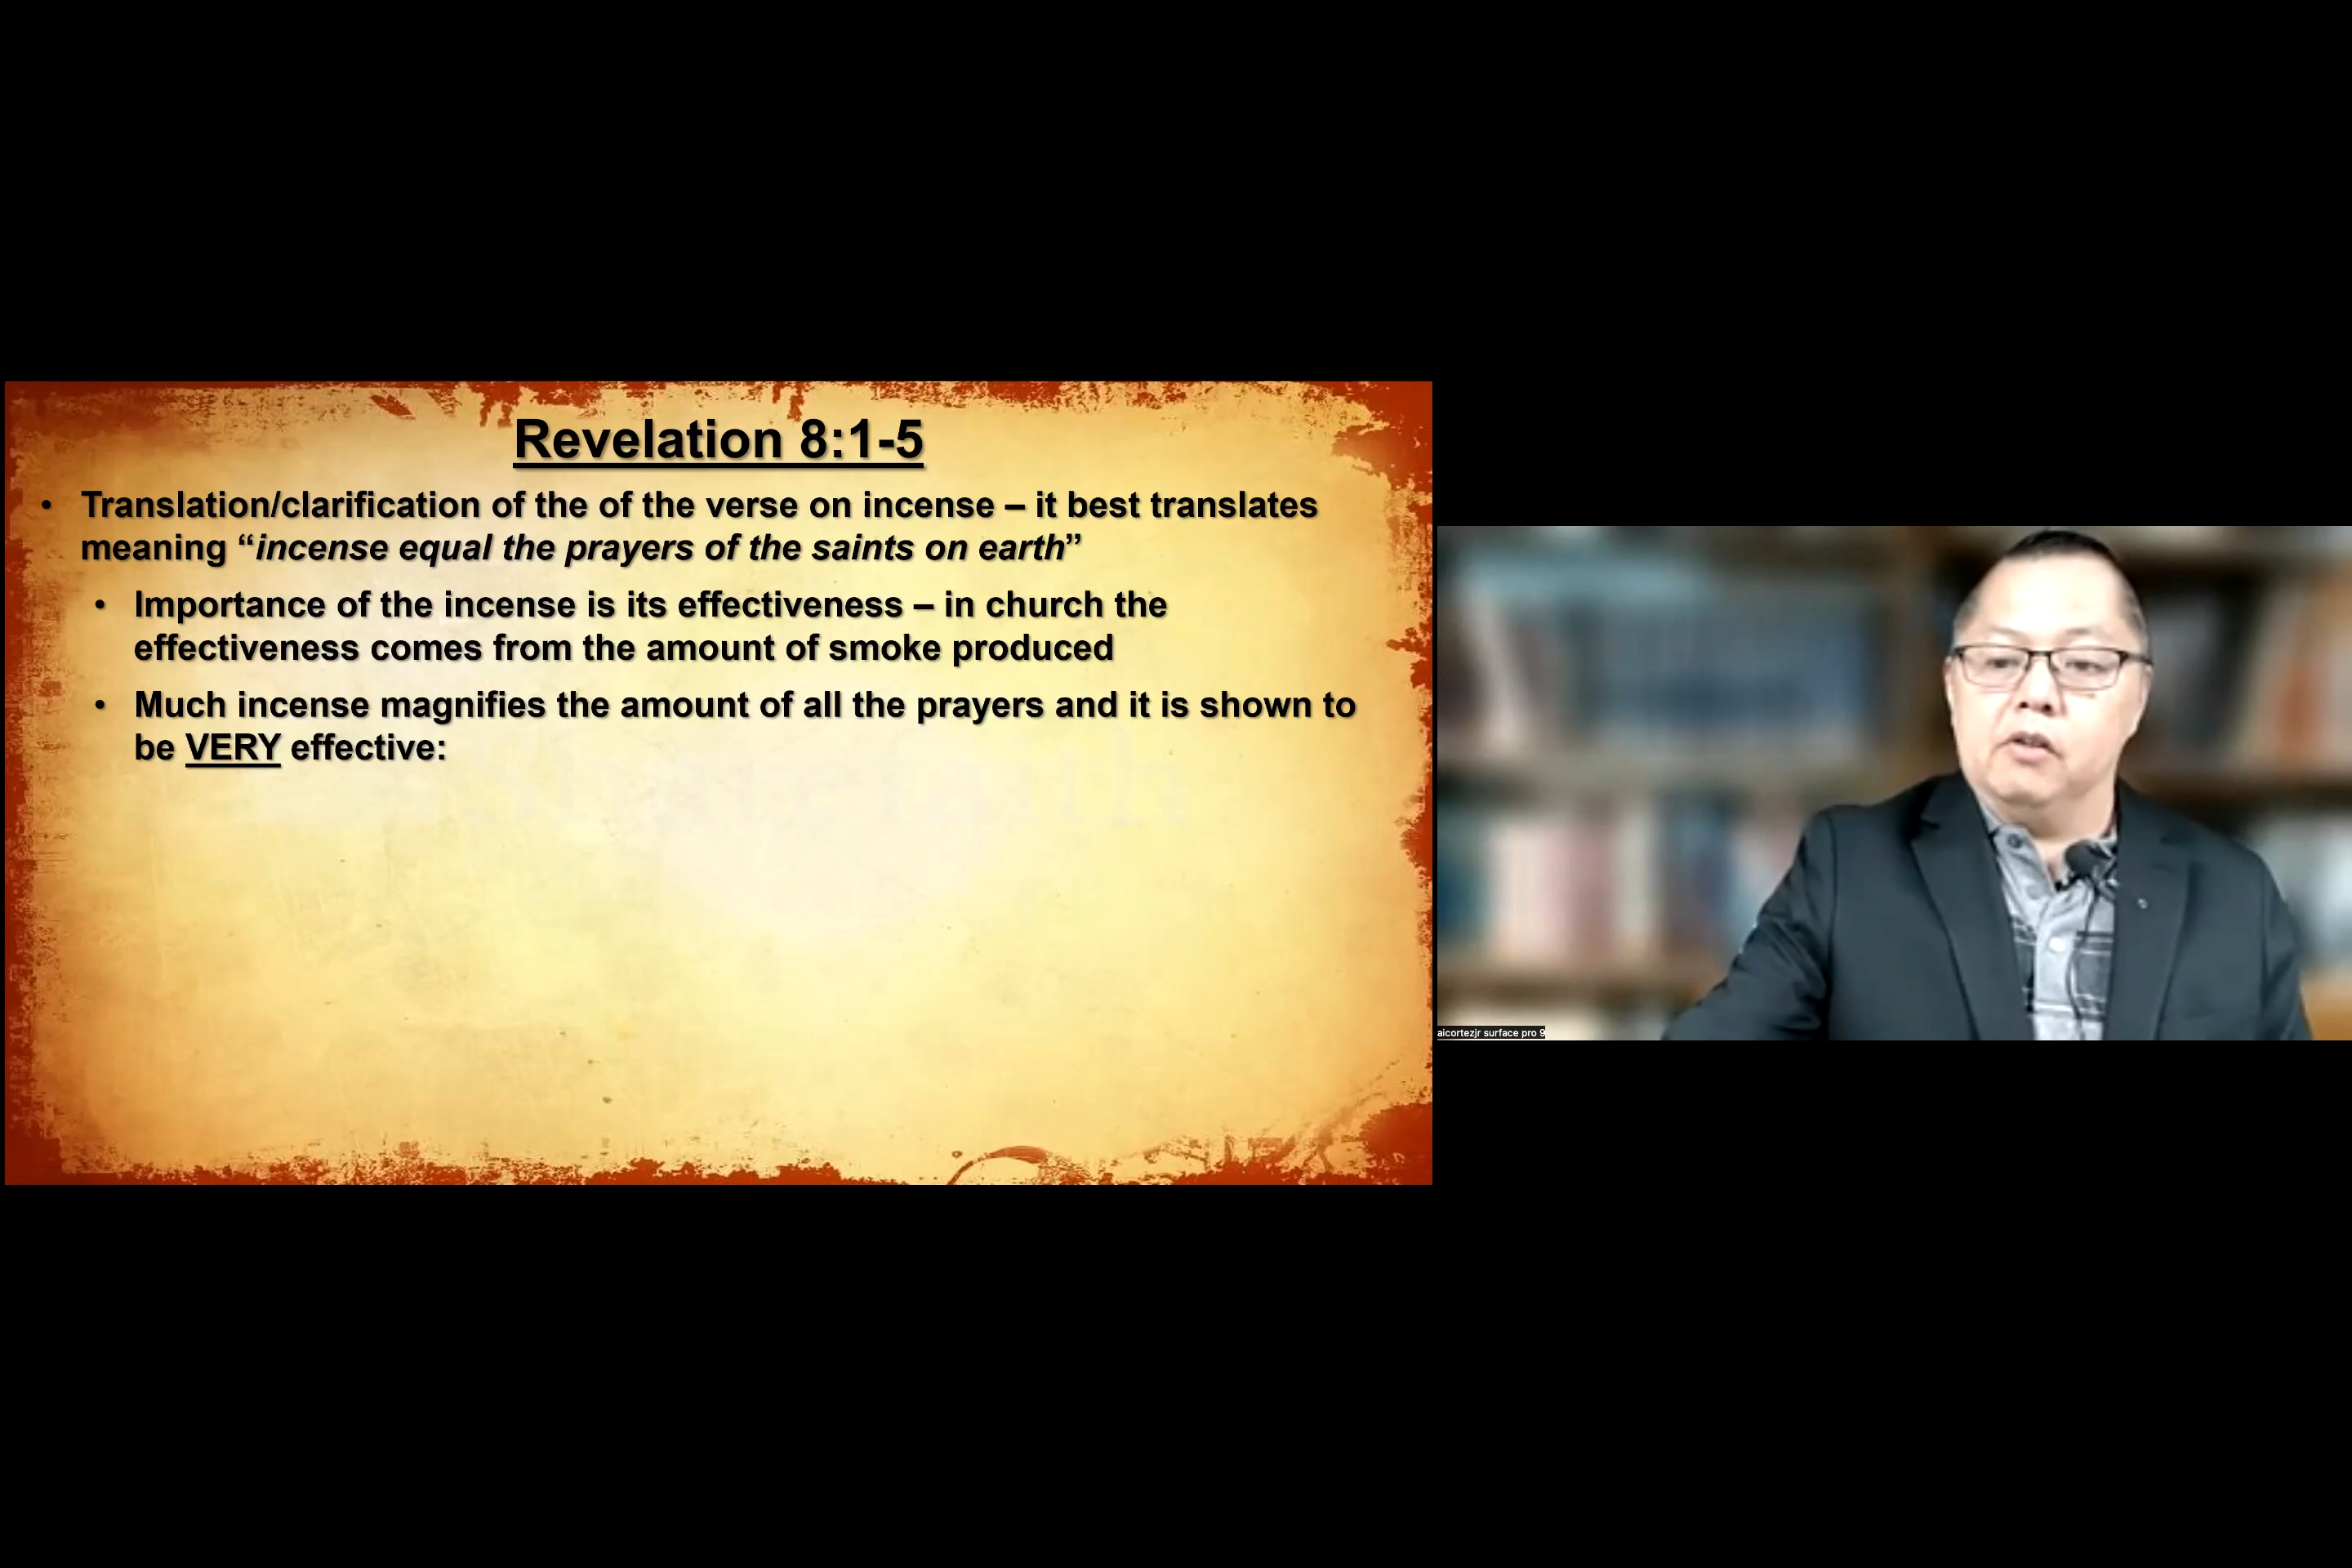 Revelation 8:1-5
• Translation/clarification of the of the verse on incense – it best translates
meaning “incense equal the prayers of the saints on earth”
• Importance of the incense is its effectiveness – in church the
effectiveness comes from the amount of smoke produced
• Much incense magnifies the amount of all the prayers and it is shown to
be VERY effective:
Sharefaith
aicortezjr surface pro 9